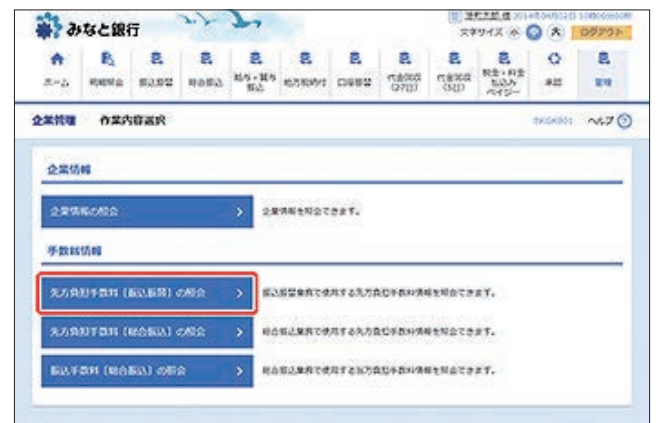 みなと銀行
文字サイズ 小 中 大 ログアウト
ホーム 明細照会 振込振替 総合振込 給与・賞与振込 地方税納付 口座振替 代金回収(27日) 代金回収(5日) 税金・料金払込みペイジー 承認 管理
企業管理 作業内容選択 ヘルプ
企業情報
企業情報の照会 企業情報を照会できます。
手数料情報
先方負担手数料(振込振替)の照会 振込振替業務で使用する先方負担手数料情報を照会できます。
先方負担手数料(総合振込)の照会 総合振込業務で使用する先方負担手数料情報を照会できます。
振込手数料(総合振込)の照会 総合振込業務で使用する当方負担手数料情報を照会できます。